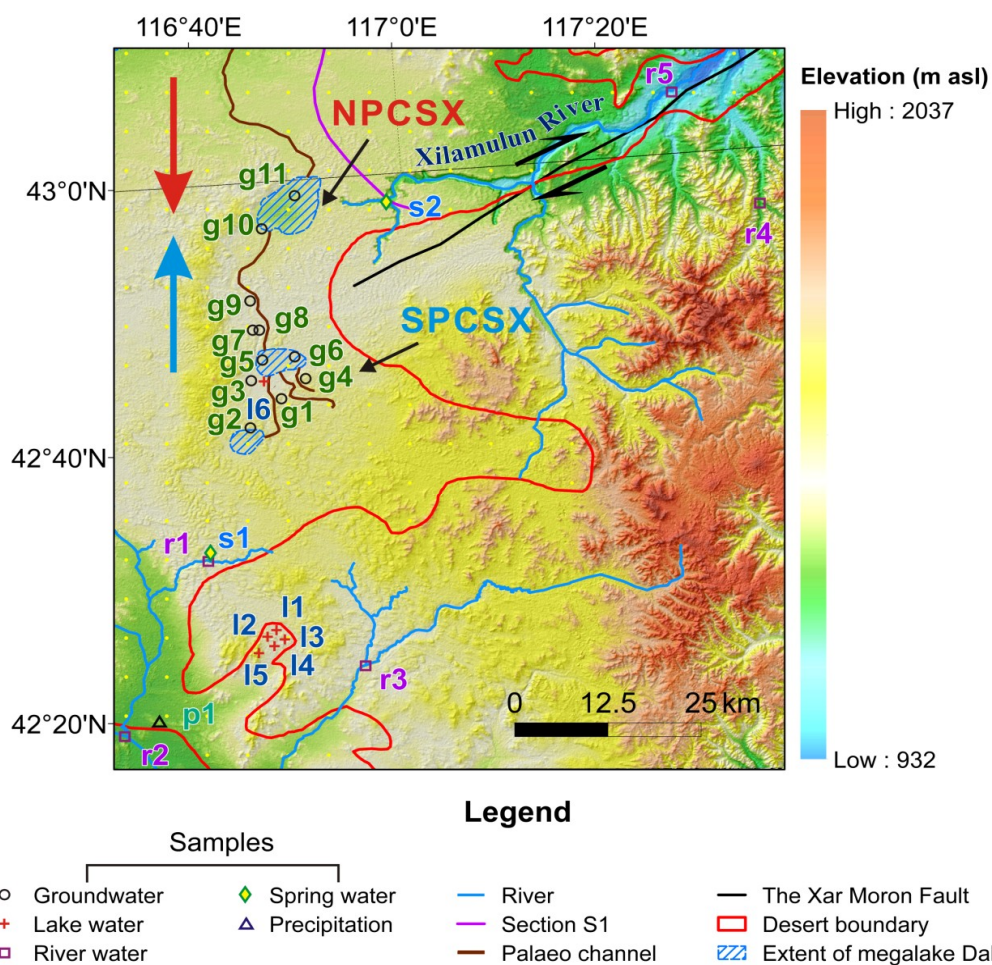 116°40'E 117°0'E 117°20'E
Elevation (m asl)
High : 2037
Low : 932
r5
NPCSX
Xilamulun River
43°0'N
g11
s2
g10
r4
g9
g8
g7
SPCSX
g5
g6
g3
g4
l6
g1
g2
42°40'N
r1
s1
l1
l2
l3
l4
l5
r3
0 12.5 25 km
42°20'N
p1
r2
Legend
Samples
Groundwater Spring water River The Xar Moron Fault
Lake water Precipitation Section S1 Desert boundary
River water Palaeo channel Extent of megalake Dal